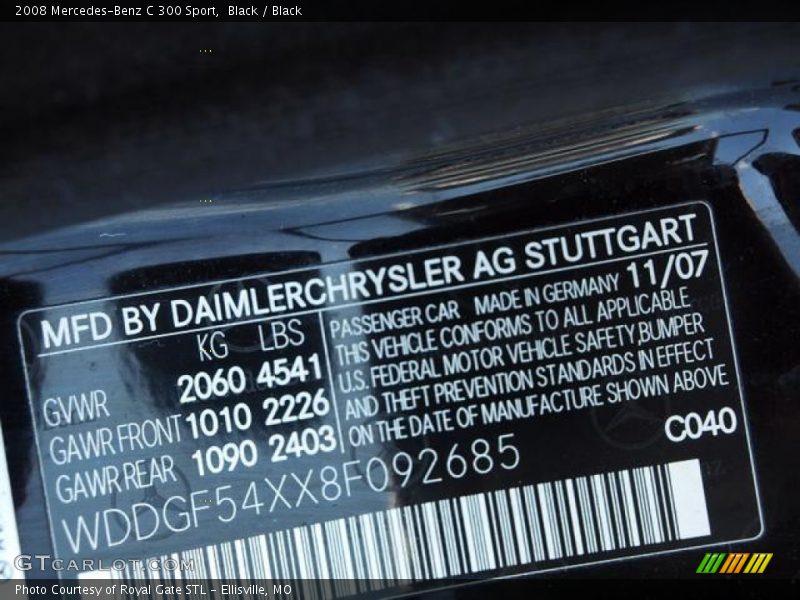 2008 Mercedes-Benz C 300 Sport,  Black / Black
MFD BY DAIMLERCHRYSLER AG STUTTGART
KG LBS
GVWR 2060 4541
GAWR FRONT 1010 2226
GAWR REAR 1090 2403
PASSENGER CAR MADE IN GERMANY 11/07
THIS VEHICLE CONFORMS TO ALL APPLICABLE
U.S. FEDERAL MOTOR VEHICLE SAFETY,BUMPER
AND THEFT PREVENTION STANDARDS IN EFFECT
ON THE DATE OF MANUFACTURE SHOWN ABOVE
C040
WDDGF54XX8F092685
GTCARLOT.COM
Photo Courtesy of Royal Gate STL - Ellisville, MO